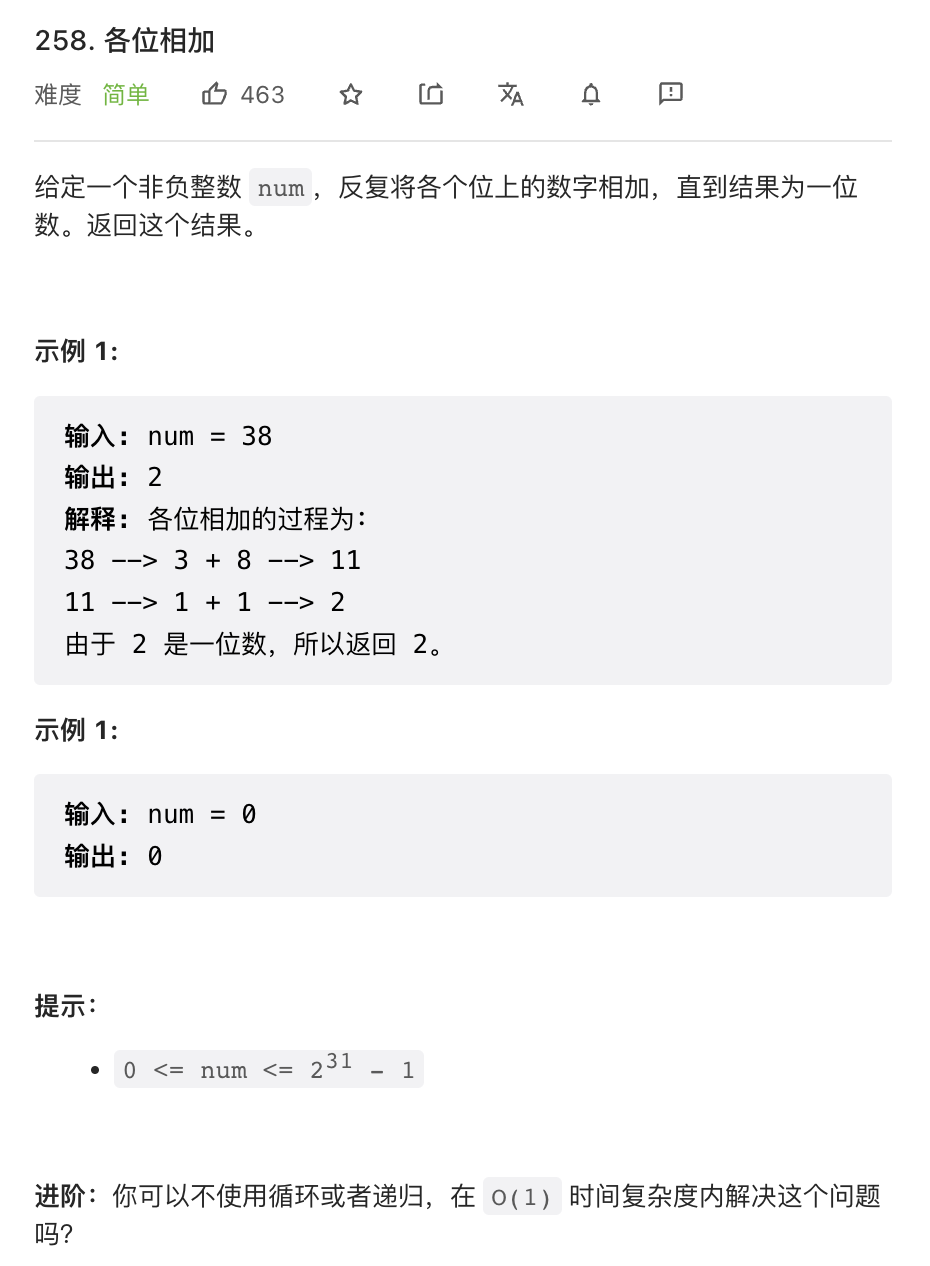 258. 各位相加
难度 简单 463
给定一个非负整数 num，反复将各个位上的数字相加，直到结果为一位
数。返回这个结果。
示例 1:
输入: num = 38
输出: 2
解释: 各位相加的过程为:
38 --> 3 + 8 --> 11
11 --> 1 + 1 --> 2
由于 2 是一位数，所以返回 2。
示例 1:
输入: num = 0
输出: 0
提示：
• 0 <= num <= 2^31 - 1
进阶：你可以不使用循环或者递归，在 O(1) 时间复杂度内解决这个问题
吗?